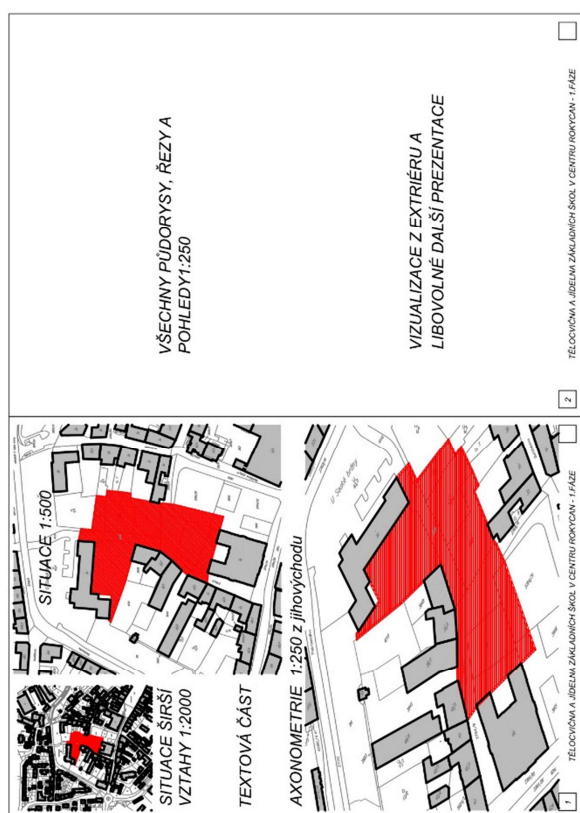 SITUACE ŠIRŠÍ
VZTAHY 1:2000
SITUACE 1:500
TEXTOVÁ ČÁST
AXONOMETRIE 1:250 z jihovýchodu
1
TĚLOCVIČNA A JÍDELNA ZÁKLADNÍCH ŠKOL V CENTRU ROKYCAN - 1.FÁZE
VŠECHNY PŮDORYSY, ŘEZY A
POHLEDY1:250
VIZUALIZACE Z EXTRIÉRU A
LIBOVOLNÉ DALŠÍ PREZENTACE
2
TĚLOCVIČNA A JÍDELNA ZÁKLADNÍCH ŠKOL V CENTRU ROKYCAN - 1.FÁZE